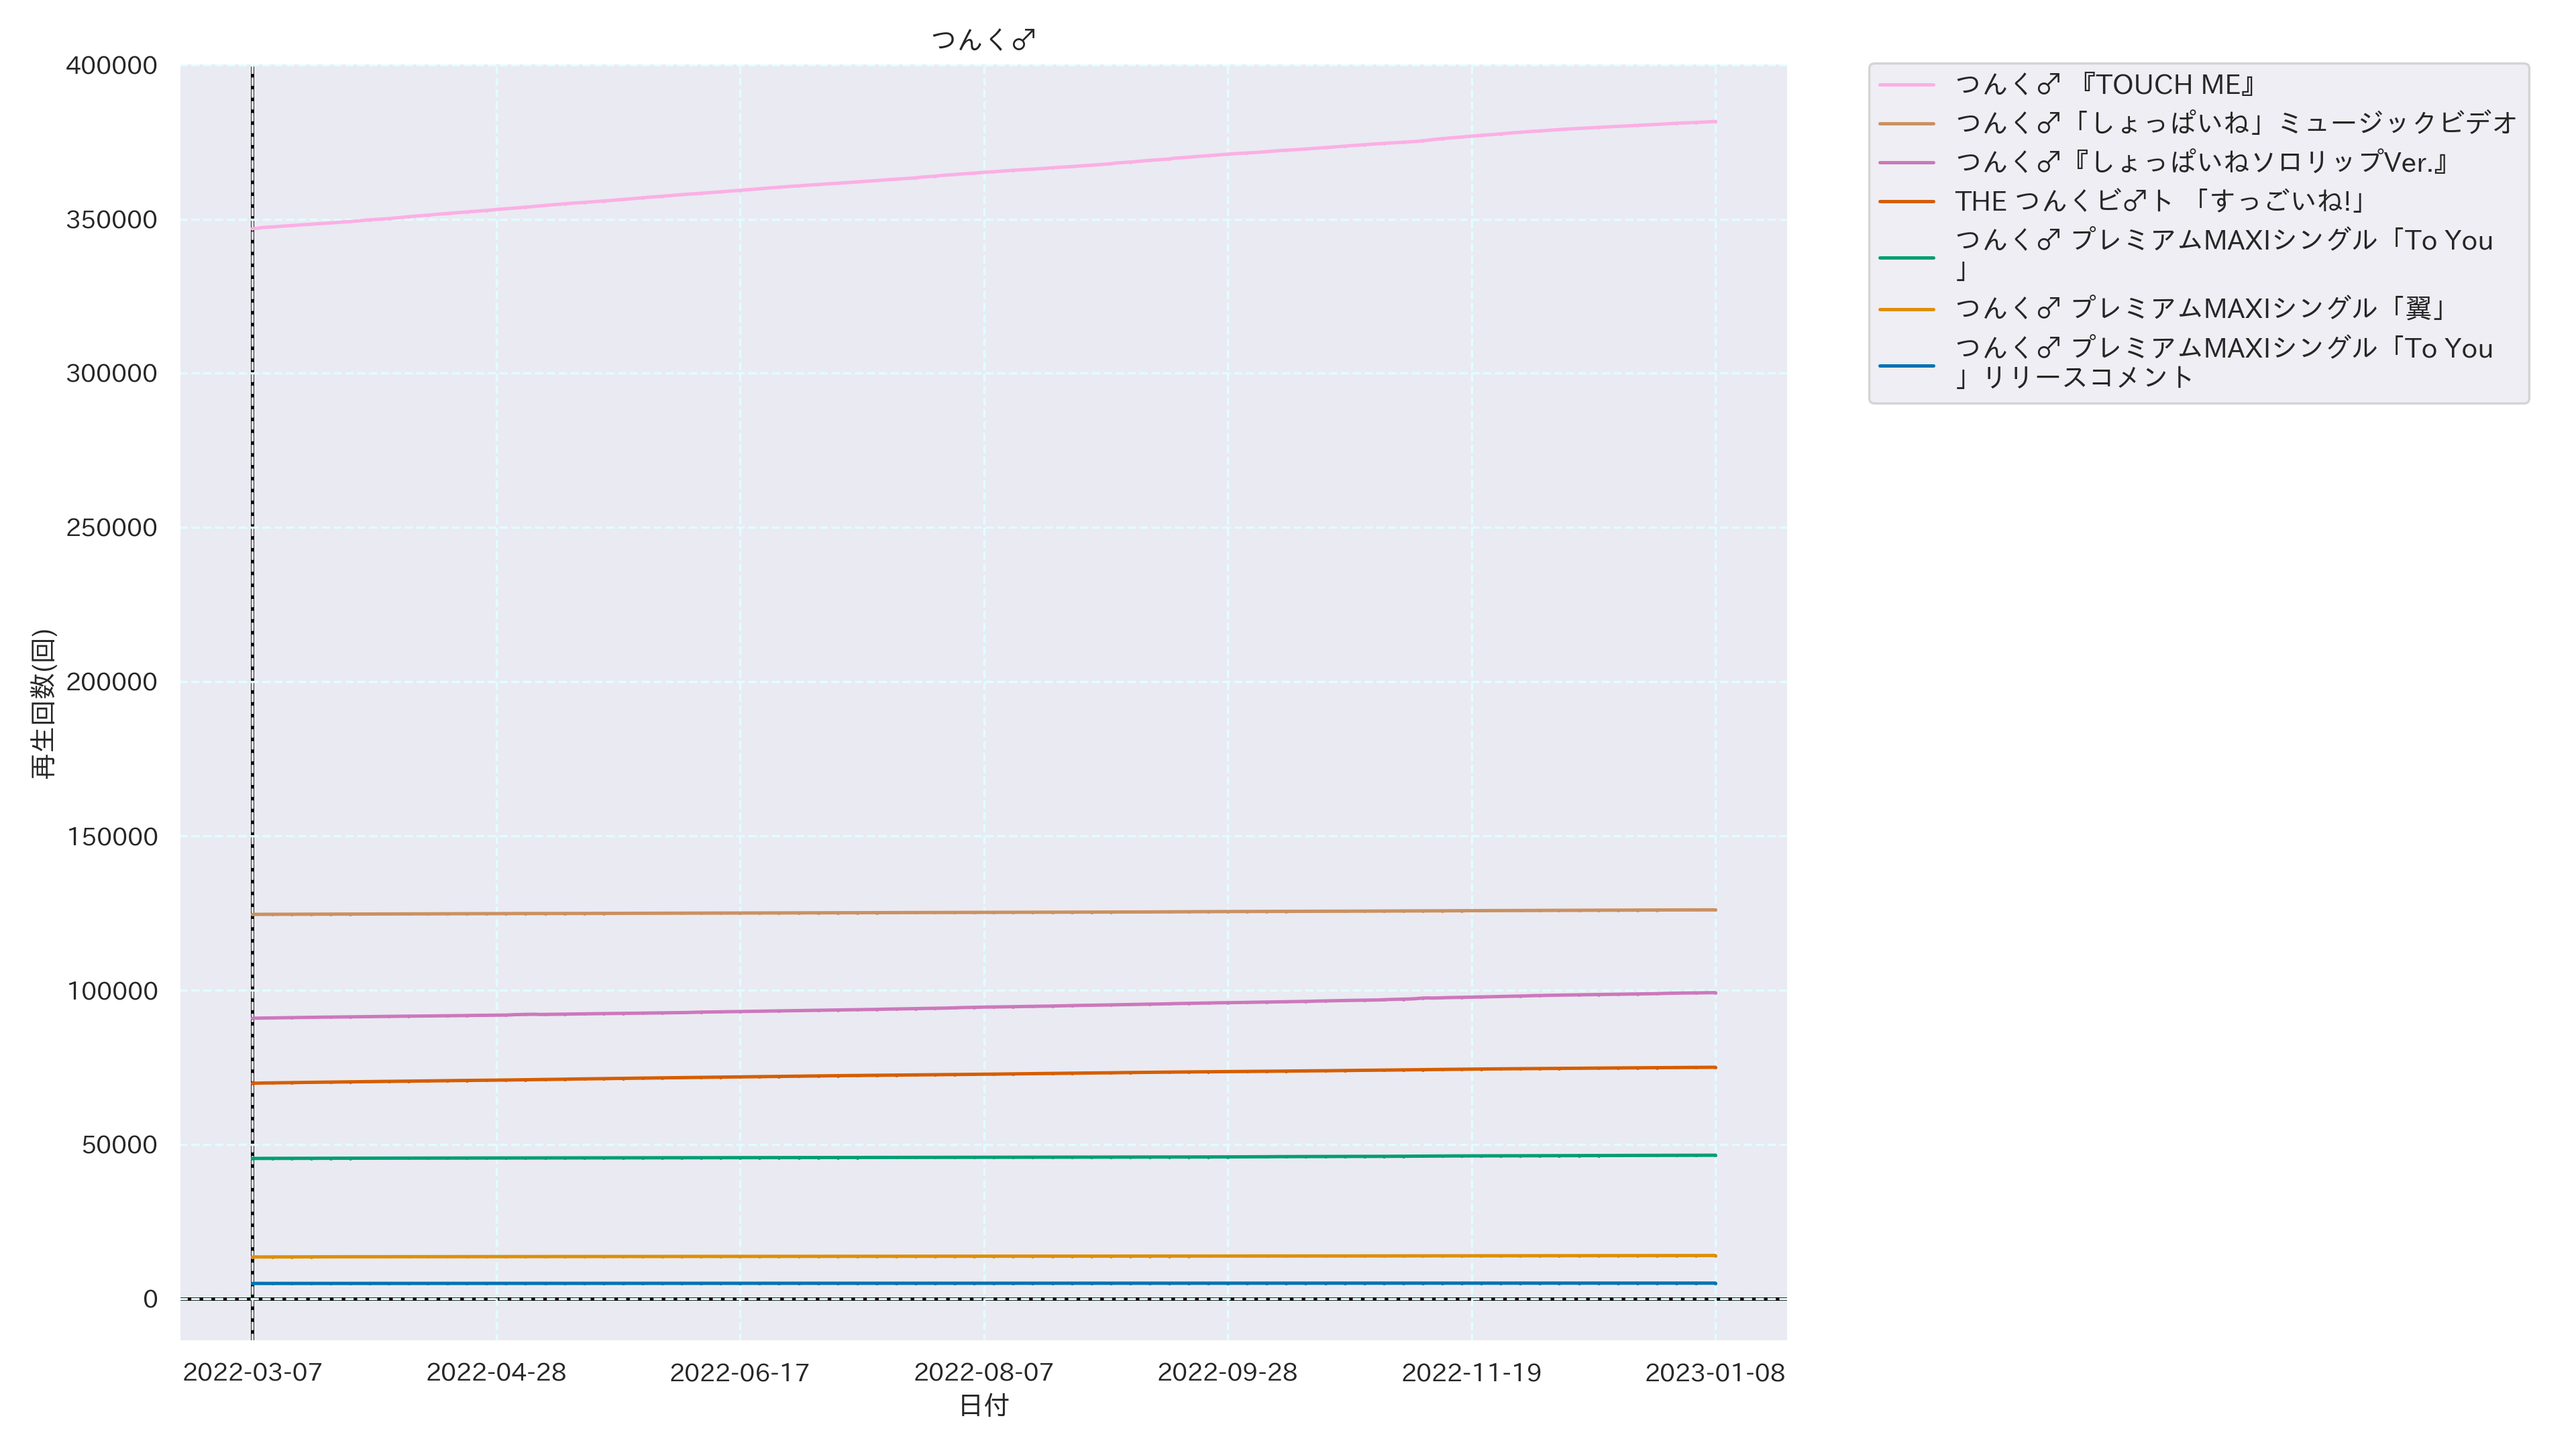 つんく♂
400000
350000
300000
250000
200000
150000
100000
50000
0
再生回数(回)
2022-03-07
2022-04-28
2022-06-17
2022-08-07
2022-09-28
2022-11-19
2023-01-08
日付
つんく♂ 『TOUCH ME』
つんく♂「しょっぱいね」ミュージックビデオ
つんく♂『しょっぱいねソロリップVer.』
THE つんくビ♂ト 「すっごいね!」
つんく♂ プレミアムMAXIシングル「To You
」
つんく♂ プレミアムMAXIシングル「翼」
つんく♂ プレミアムMAXIシングル「To You
」リリースコメント